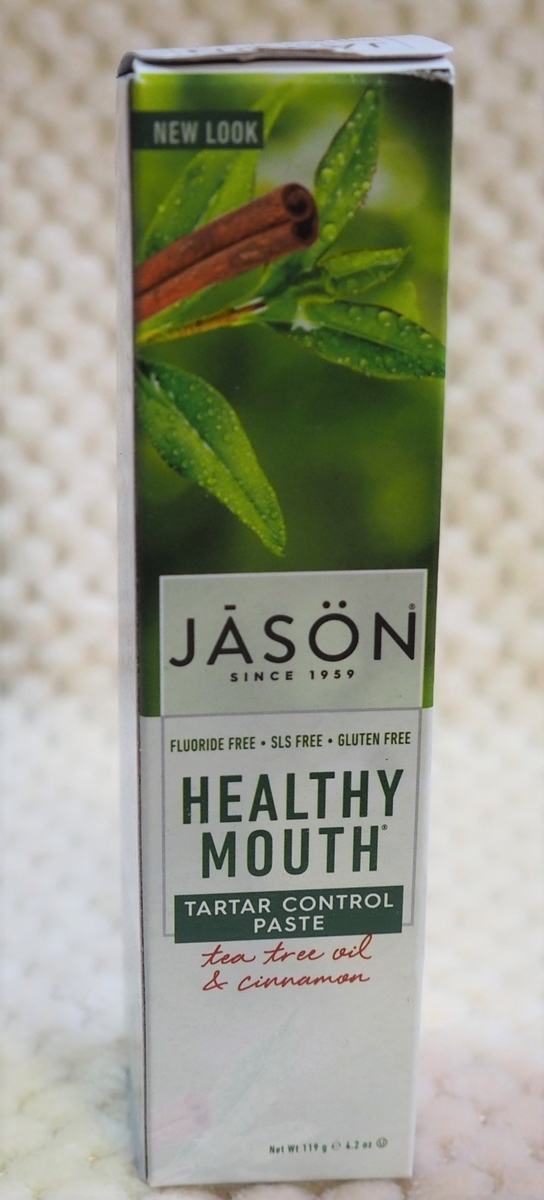 NEW LOOK
JĀSÖN®
SINCE 1959
FLUORIDE FREE • SLS FREE • GLUTEN FREE
HEALTHY
MOUTH®
TARTAR CONTROL
PASTE
tea tree oil
& cinnamon
Net Wt 119 g ℮ 4.2 oz Ⓤ